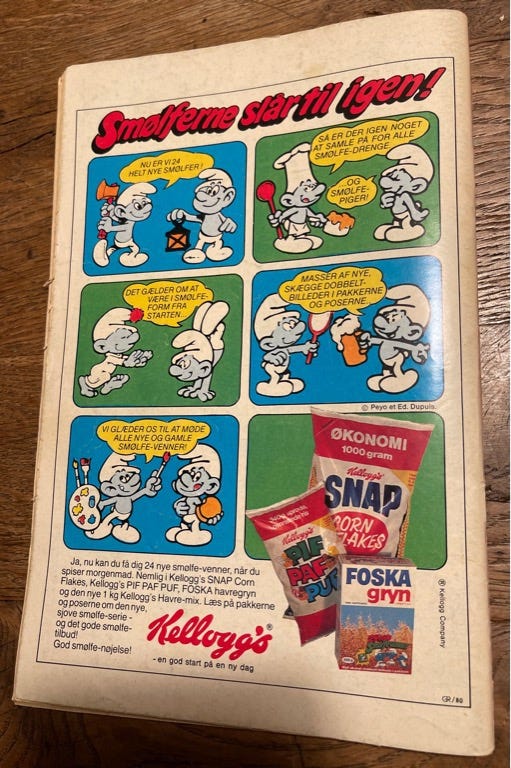 Smølferne slår til igen!
NU ER VI 24
HELT NYE SMØLFER!
SÅ ER DER IGEN NOGET
AT SAMLE PÅ FOR ALLE
SMØLFE-DRENGE
...OG
SMØLFE-
PIGER!
DET GÆLDER OM AT
VÆRE I SMØLFE-
FORM FRA
STARTEN...
MASSER AF NYE,
SKÆGGE DOBBELT-
BILLEDER I PAKKERNE
OG POSERNE...
© Peyo et Ed. Dupuis.
VI GLÆDER OS TIL AT MØDE
ALLE NYE OG GAMLE
SMØLFE-VENNER!
ØKONOMI
1000 gram
Kellogg's
SNAP
CORN
FLAKES
Kellogg's
PIF
PAF
PUF
FOSKA
gryn
Ja, nu kan du få dig 24 nye smølfe-venner, når du
spiser morgenmad. Nemlig i Kellogg's SNAP Corn
Flakes, Kellogg's PIF PAF PUF, FOSKA havregryn
og den nye 1 kg Kellogg's Havre-mix. Læs på pakkerne
og poserne om den nye,
sjove smølfe-serie -
og det gode smølfe-
tilbud!
God smølfe-nøjelse!
Kellogg's®
- en god start på en ny dag
® Kellogg Company
GR/80